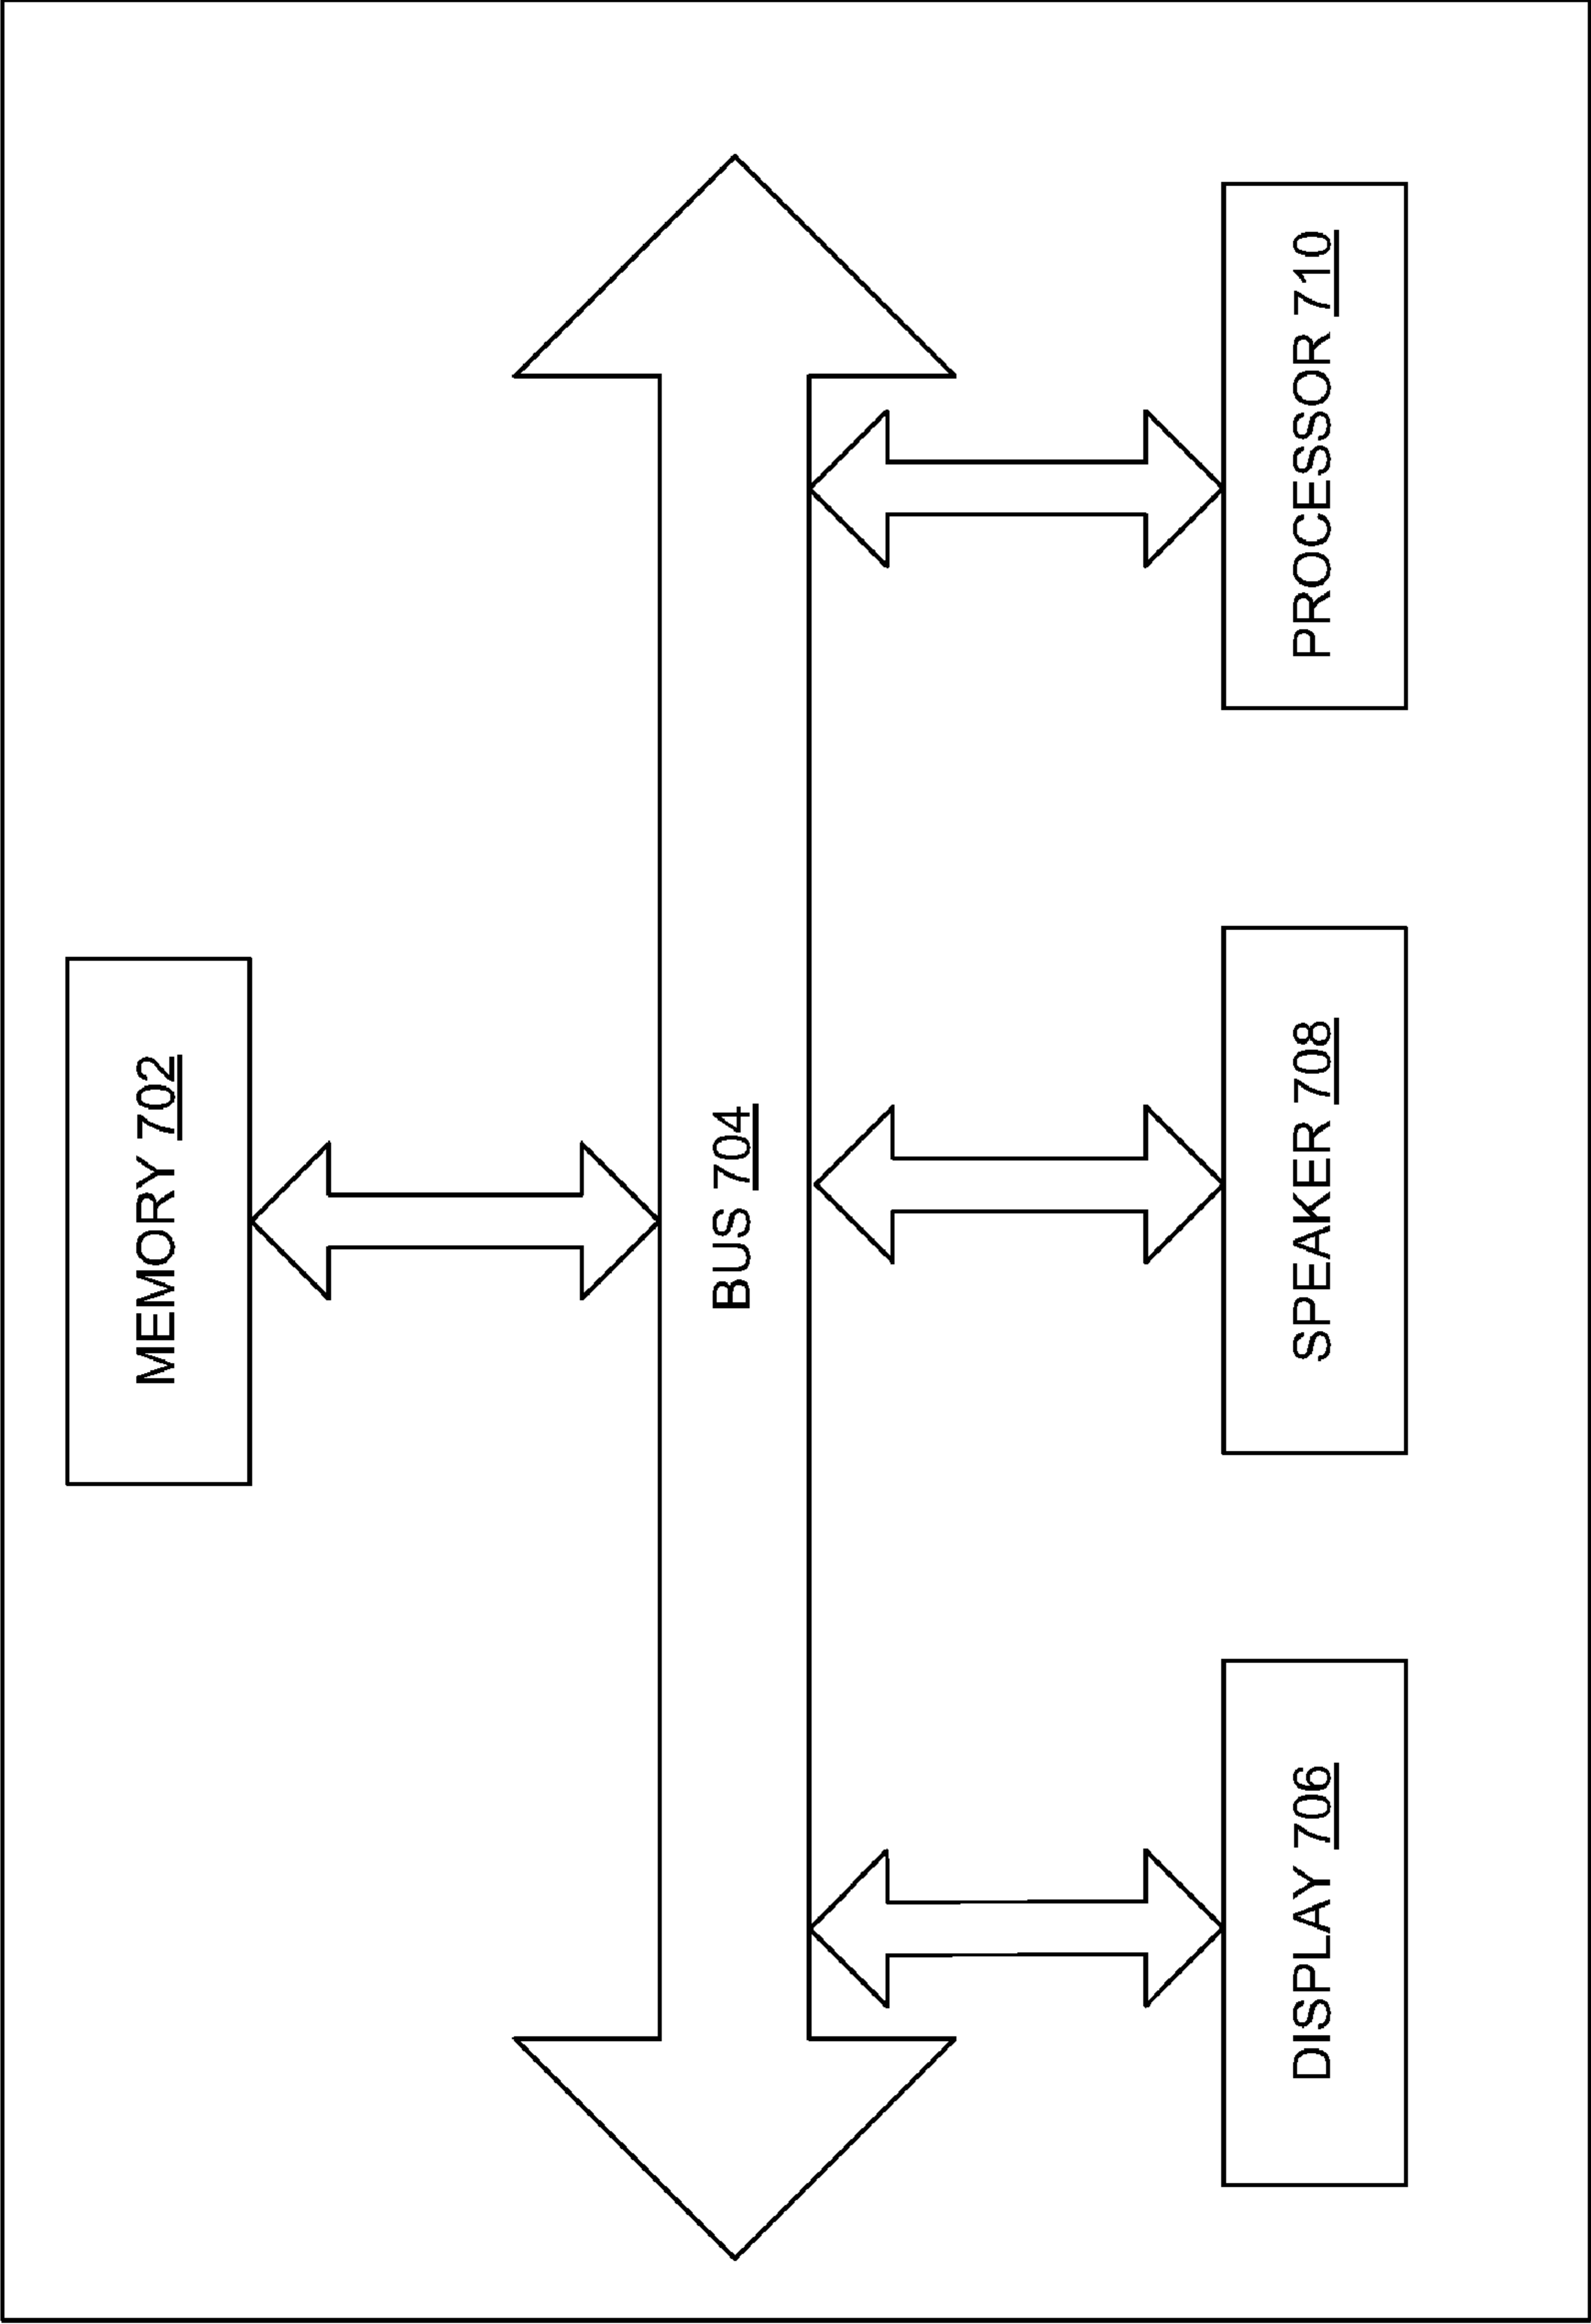 MEMORY 702
BUS 704
DISPLAY 706
SPEAKER 708
PROCESSOR 710